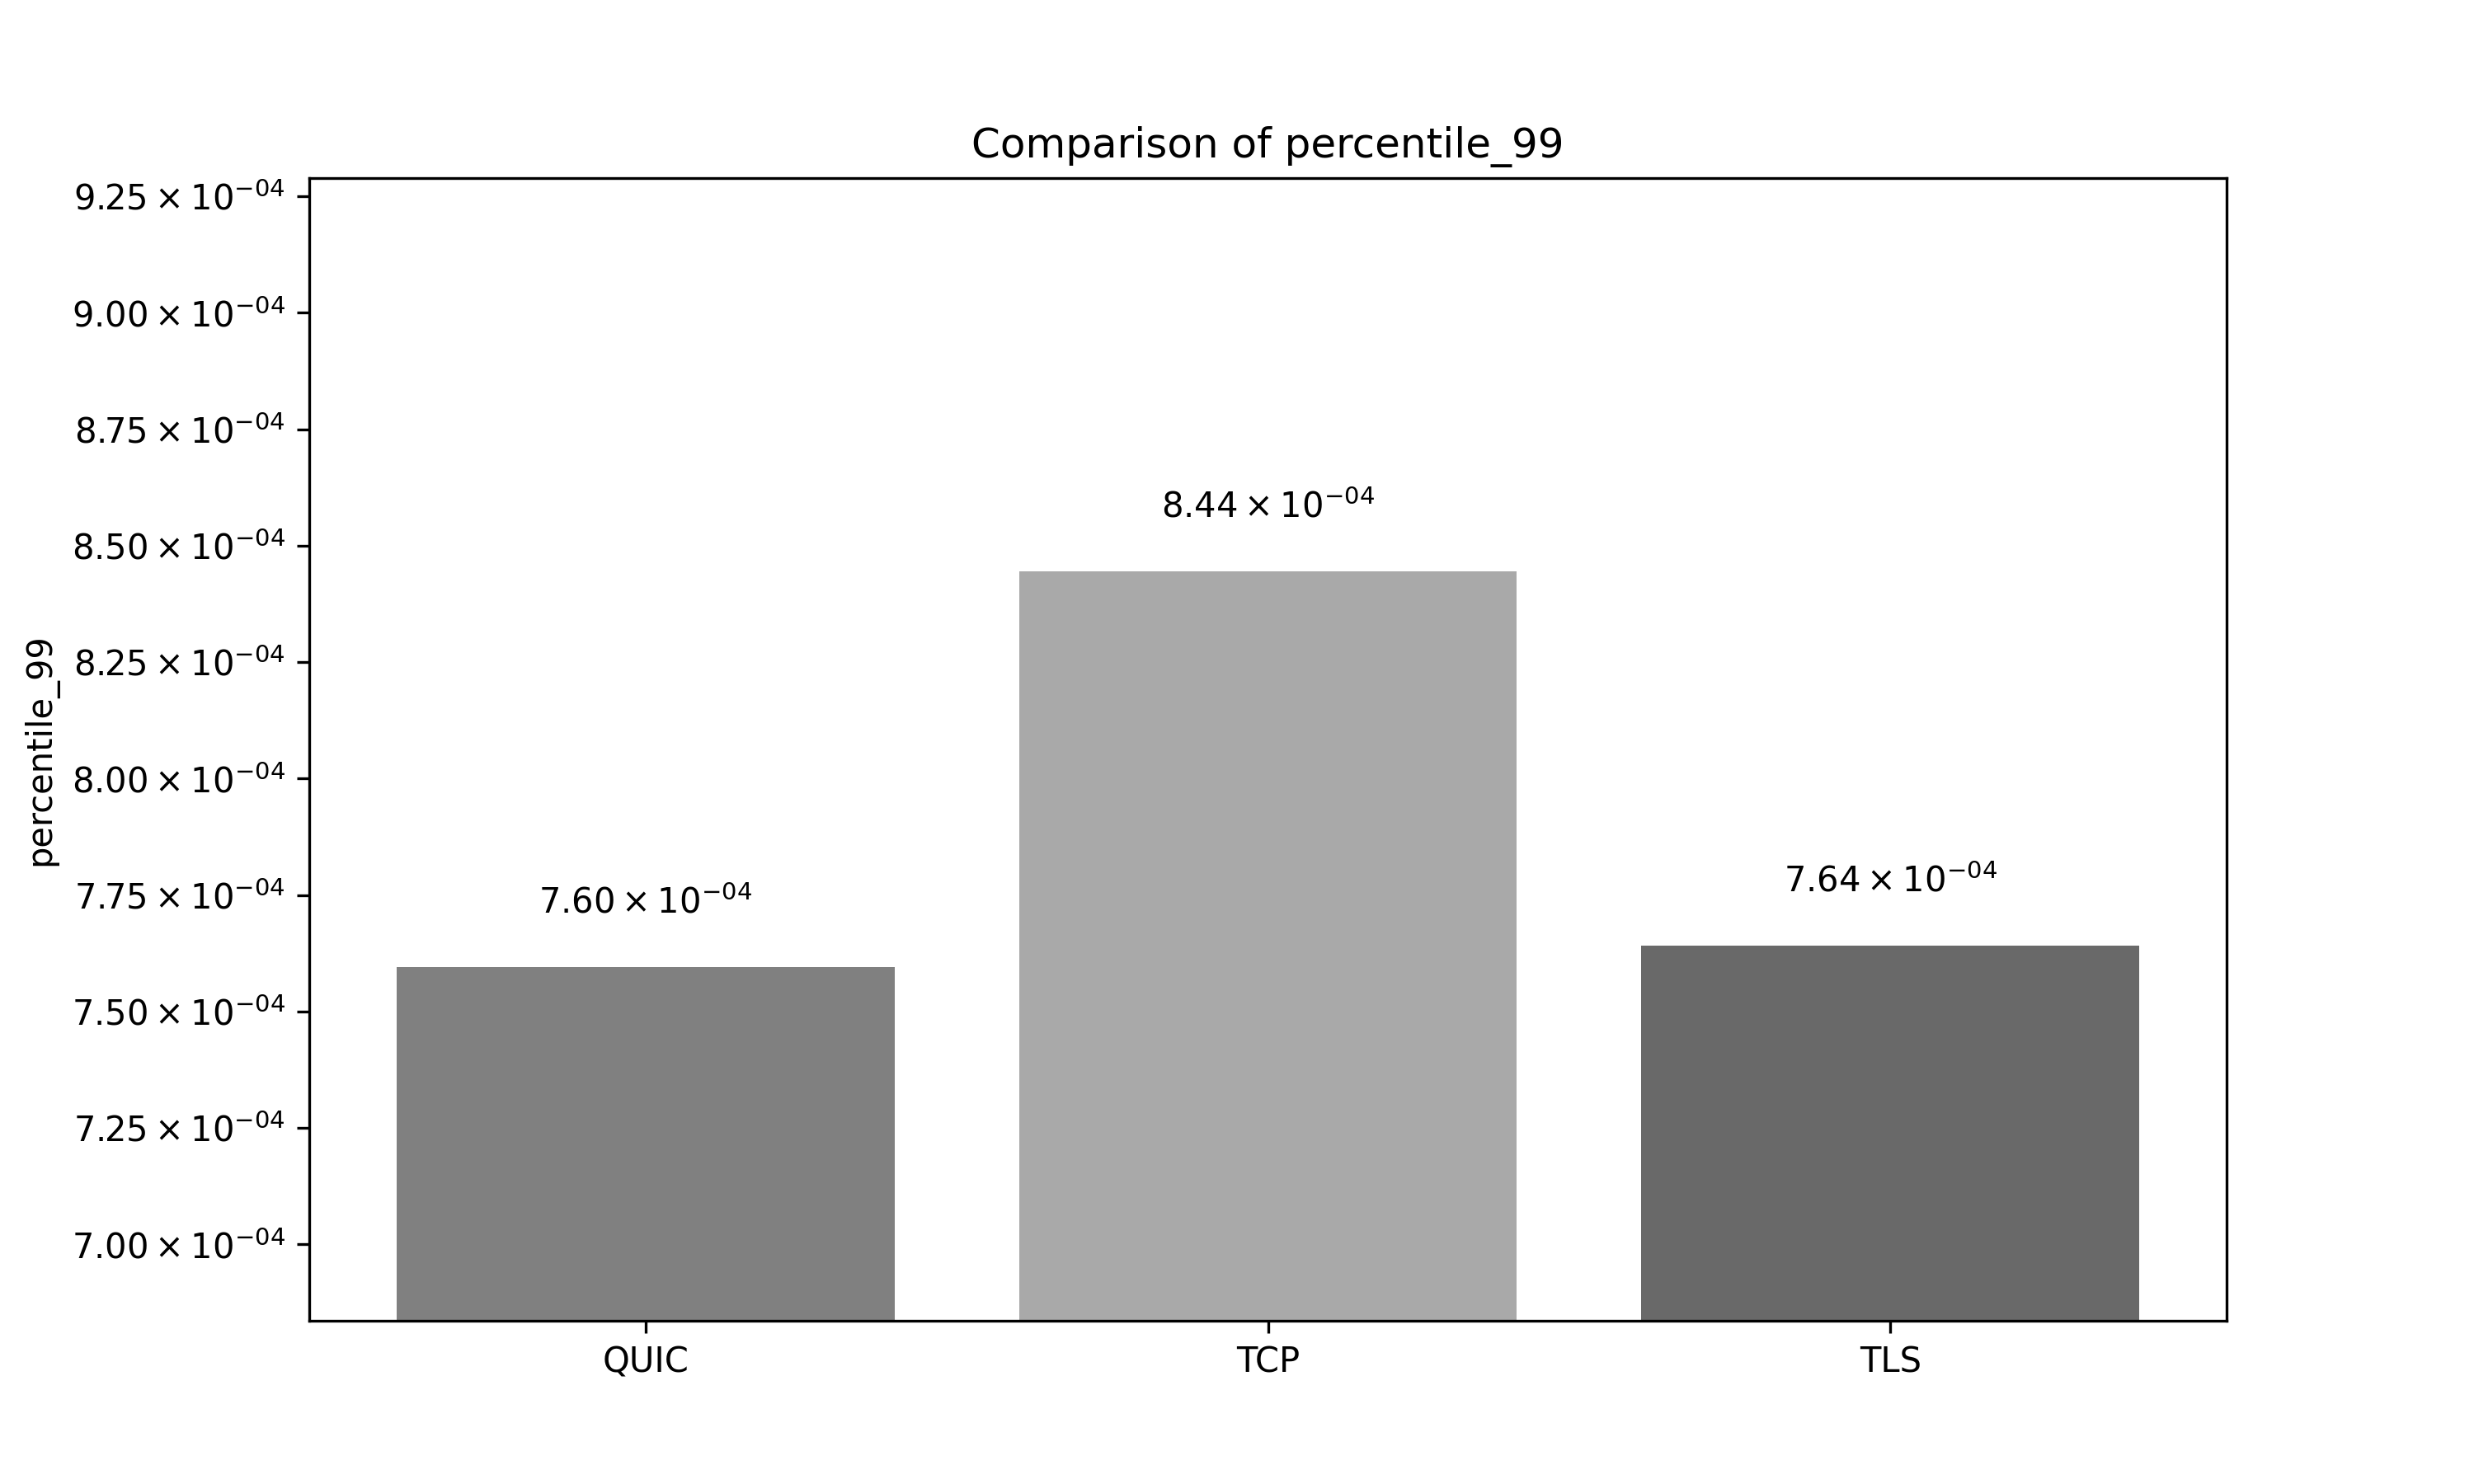 Comparison of percentile_99
percentile_99
9.25 × 10⁻⁰⁴
9.00 × 10⁻⁰⁴
8.75 × 10⁻⁰⁴
8.50 × 10⁻⁰⁴
8.25 × 10⁻⁰⁴
8.00 × 10⁻⁰⁴
7.75 × 10⁻⁰⁴
7.50 × 10⁻⁰⁴
7.25 × 10⁻⁰⁴
7.00 × 10⁻⁰⁴
7.60 × 10⁻⁰⁴
8.44 × 10⁻⁰⁴
7.64 × 10⁻⁰⁴
QUIC
TCP
TLS